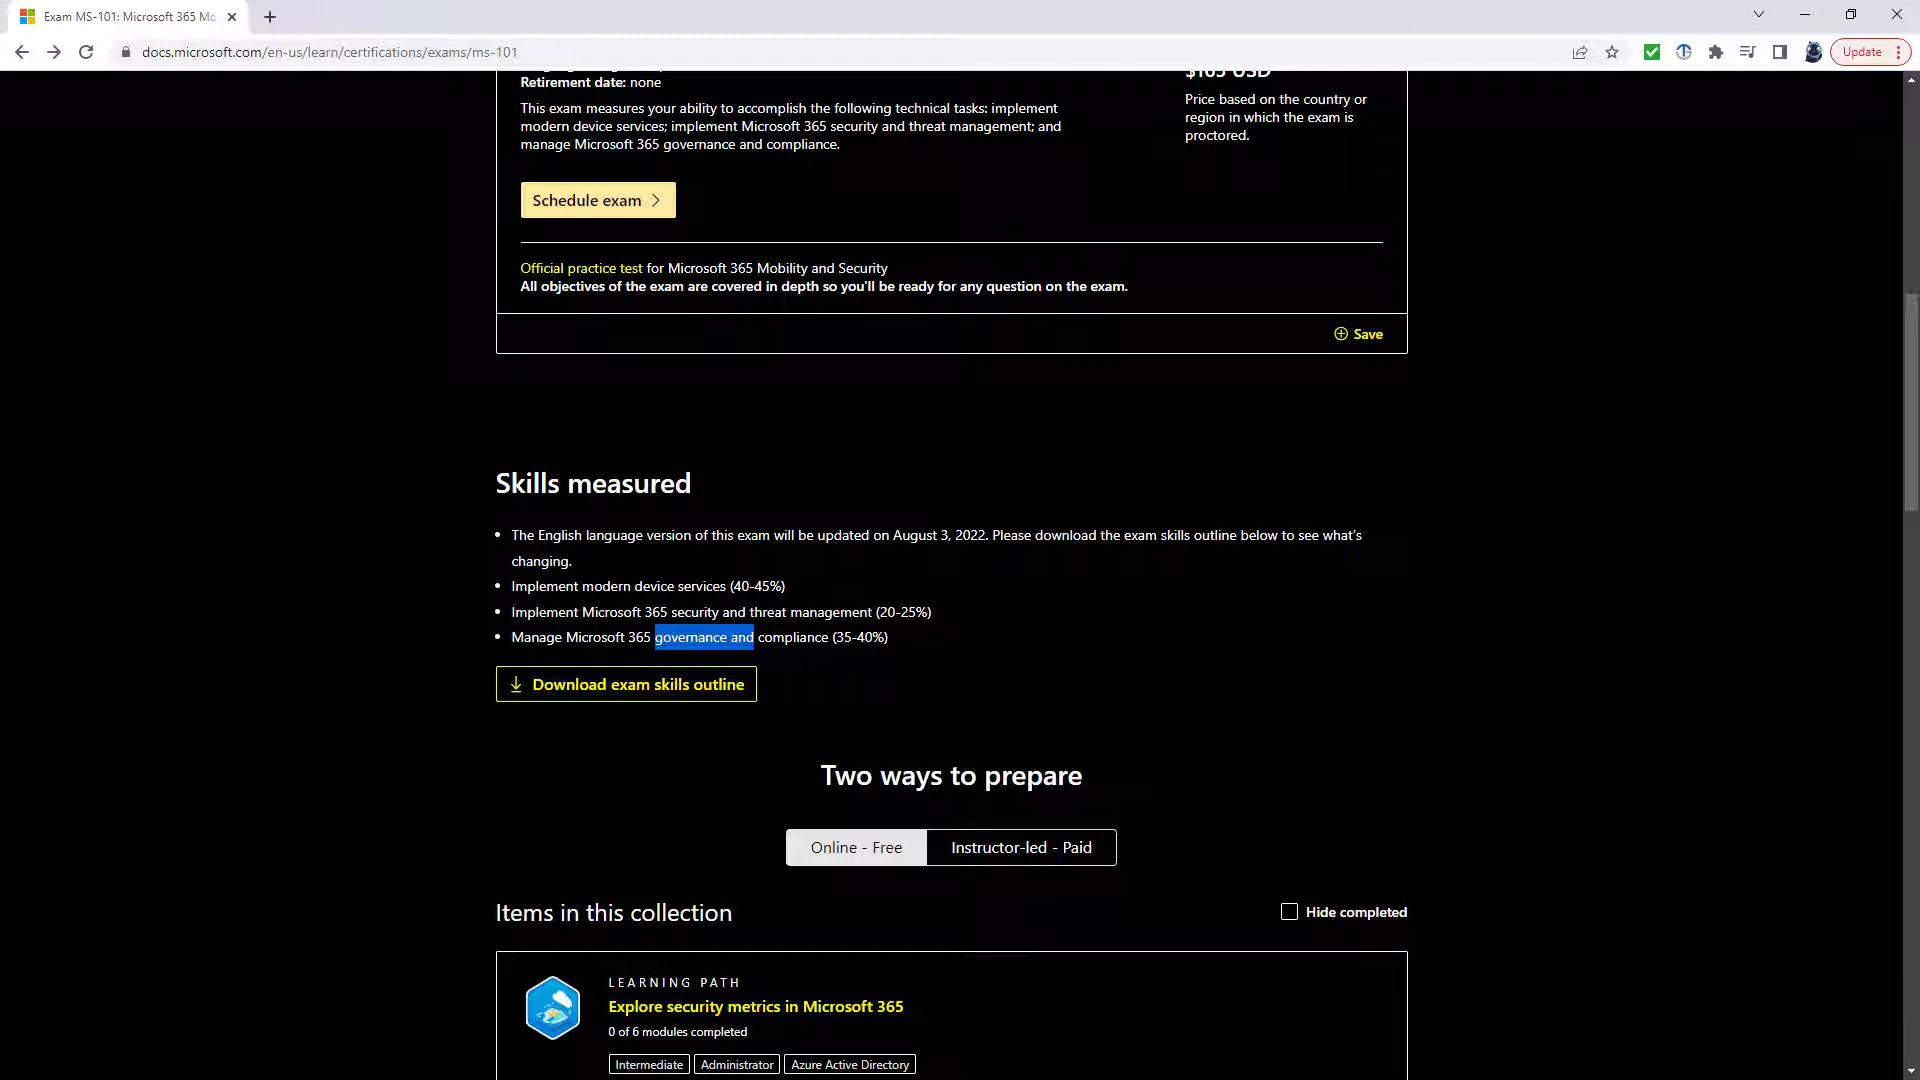 Exam MS-101: Microsoft 365 Mo
docs.microsoft.com/en-us/learn/certifications/exams/ms-101
Update
Retirement date: none
$165 USD
This exam measures your ability to accomplish the following technical tasks: implement
modern device services; implement Microsoft 365 security and threat management; and
manage Microsoft 365 governance and compliance.
Price based on the country or
region in which the exam is
proctored.
Schedule exam
Official practice test for Microsoft 365 Mobility and Security
All objectives of the exam are covered in depth so you'll be ready for any question on the exam.
Save
Skills measured
• The English language version of this exam will be updated on August 3, 2022. Please download the exam skills outline below to see what’s
changing.
• Implement modern device services (40-45%)
• Implement Microsoft 365 security and threat management (20-25%)
• Manage Microsoft 365 governance and compliance (35-40%)
Download exam skills outline
Two ways to prepare
Online - Free
Instructor-led - Paid
Items in this collection
Hide completed
LEARNING PATH
Explore security metrics in Microsoft 365
0 of 6 modules completed
Intermediate
Administrator
Azure Active Directory